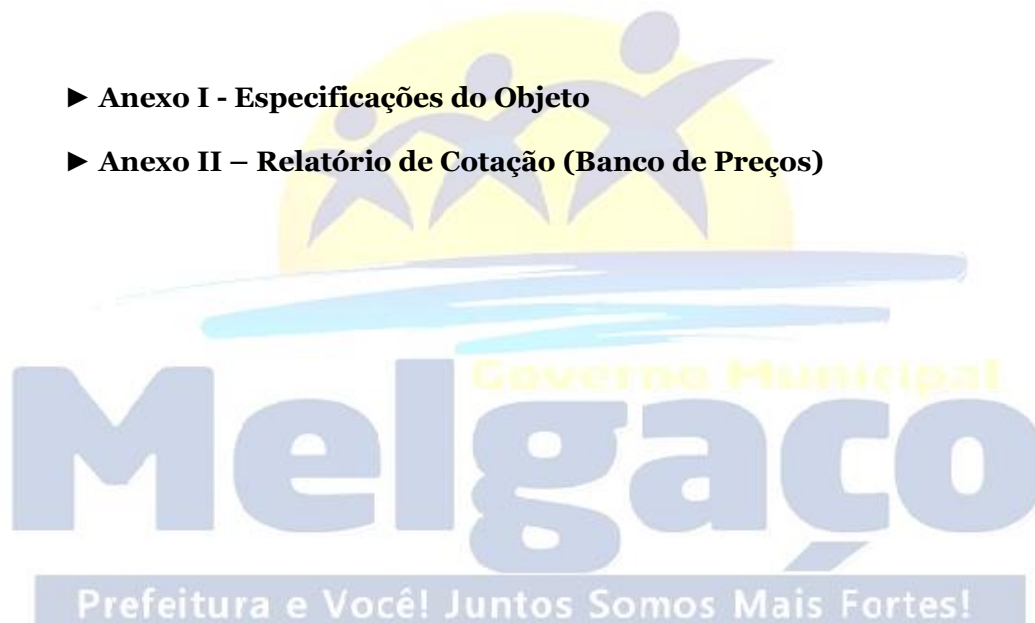 ► Anexo I - Especificações do Objeto
► Anexo II – Relatório de Cotação (Banco de Preços)
Governo Municipal
Melgaço
Prefeitura e Você! Juntos Somos Mais Fortes!